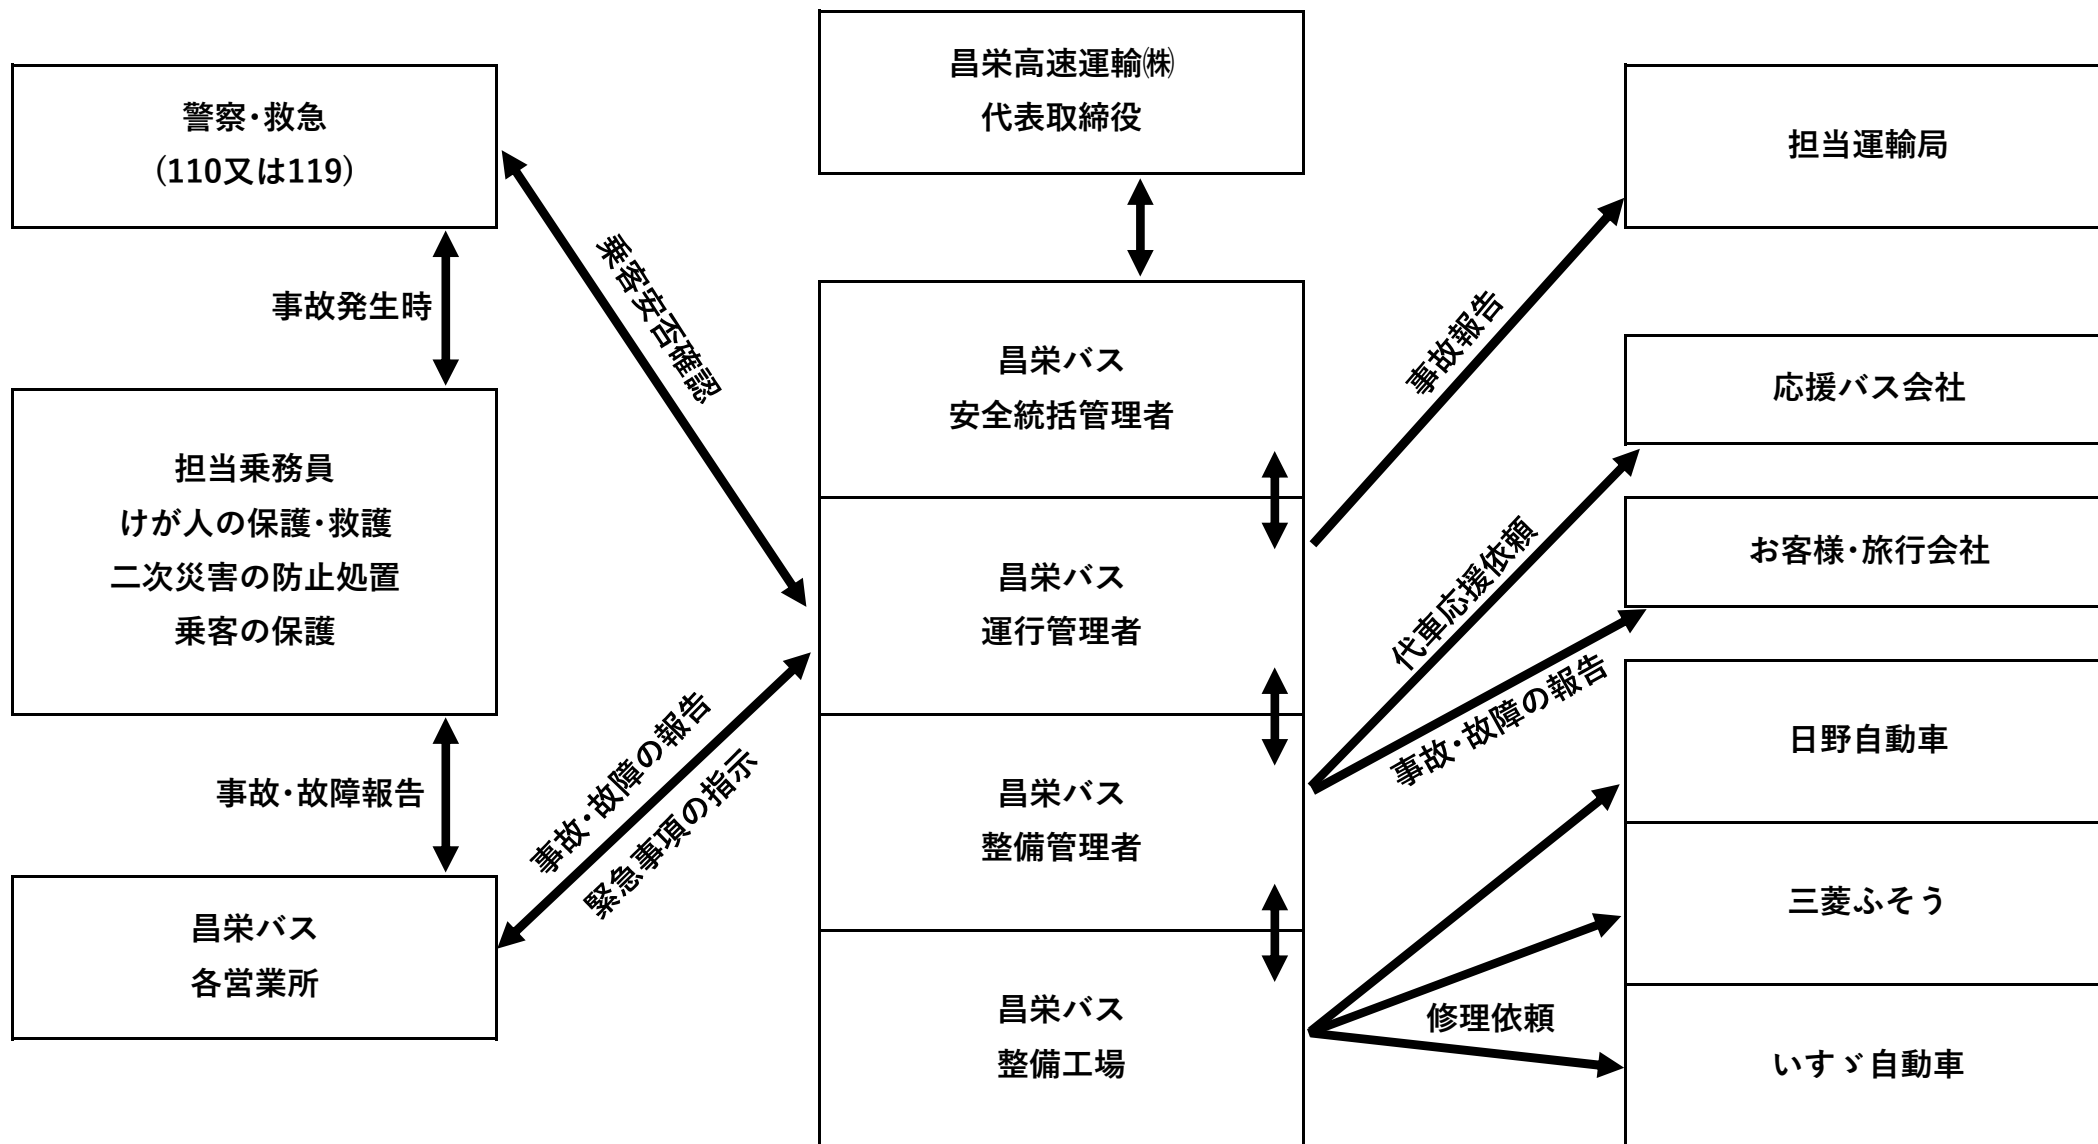 警察･救急
(110又は119)
事故発生時
担当乗務員
けが人の保護･救護
二次災害の防止処置
乗客の保護
事故･故障報告
昌栄バス
各営業所
乗客安否確認
事故･故障の報告
緊急事項の指示
昌栄高速運輸㈱
代表取締役
昌栄バス
安全統括管理者
昌栄バス
運行管理者
昌栄バス
整備管理者
昌栄バス
整備工場
事故報告
代車応援依頼
事故･故障の報告
修理依頼
担当運輸局
応援バス会社
お客様･旅行会社
日野自動車
三菱ふそう
いすゞ自動車